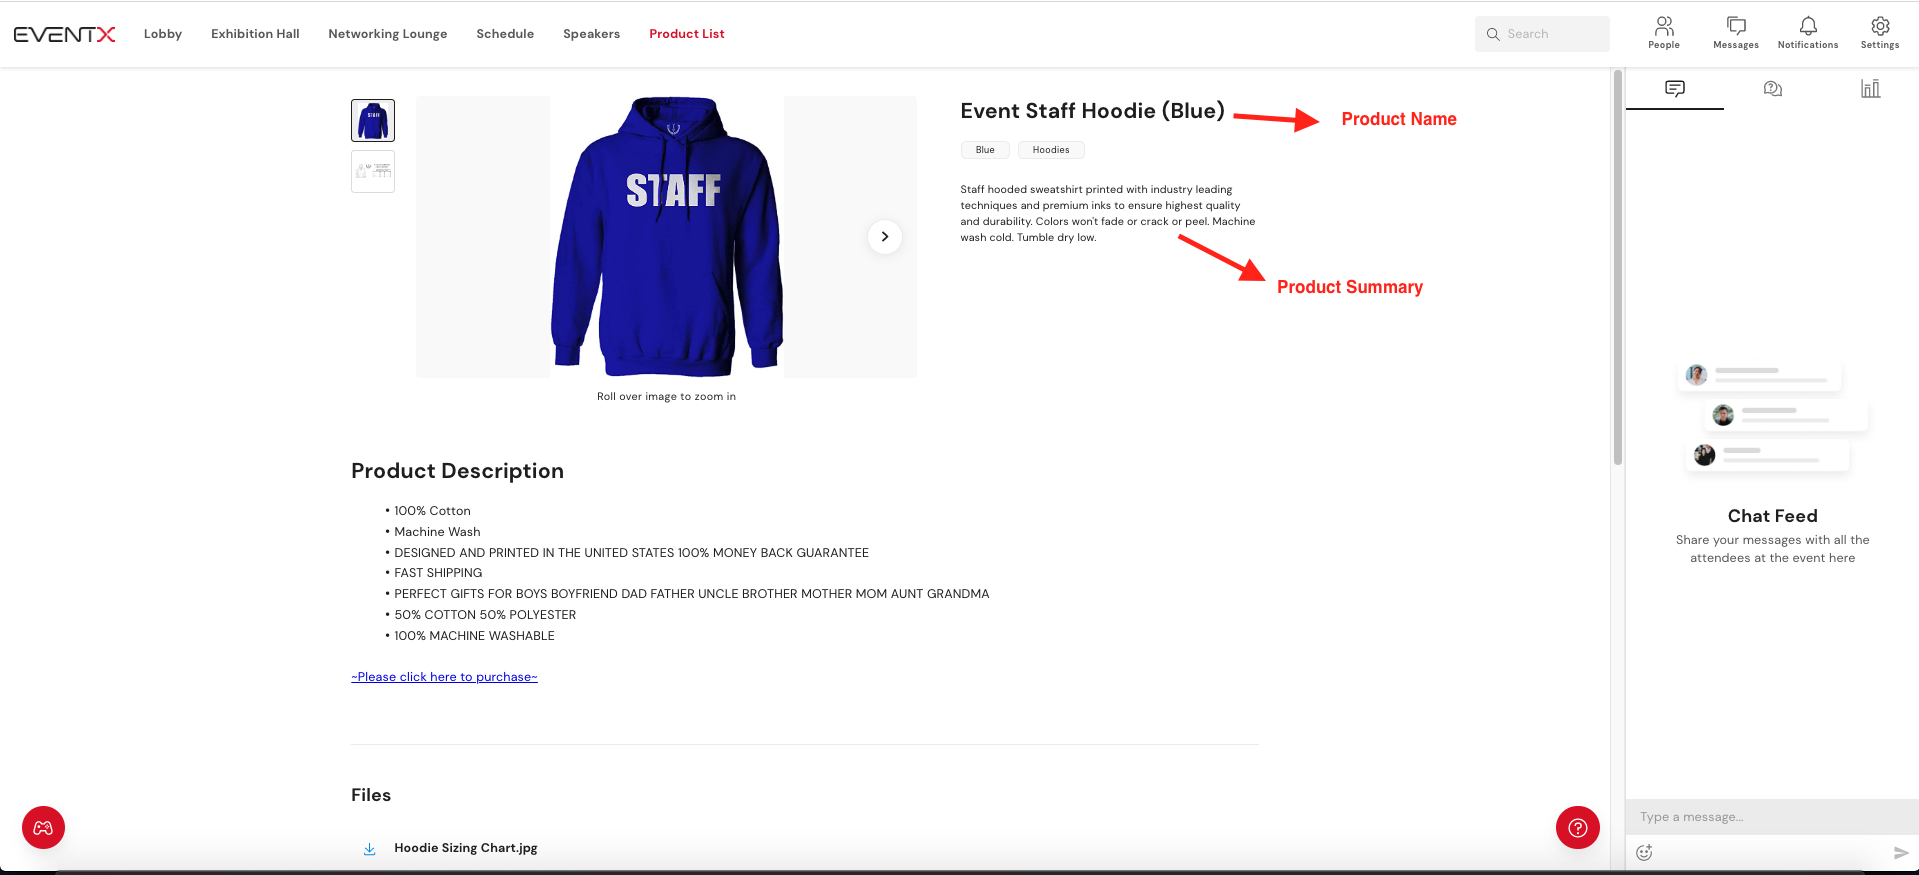 EVENTX
Lobby
Exhibition Hall
Networking Lounge
Schedule
Speakers
Product List
Search
People
Messages
Notifications
Settings
STAFF
STAFF
Roll over image to zoom in
Event Staff Hoodie (Blue)
Product Name
Blue
Hoodies
Staff hooded sweatshirt printed with industry leading
techniques and premium inks to ensure highest quality
and durability. Colors won't fade or crack or peel. Machine
wash cold. Tumble dry low.
Product Summary
Product Description
• 100% Cotton
• Machine Wash
• DESIGNED AND PRINTED IN THE UNITED STATES 100% MONEY BACK GUARANTEE
• FAST SHIPPING
• PERFECT GIFTS FOR BOYS BOYFRIEND DAD FATHER UNCLE BROTHER MOTHER MOM AUNT GRANDMA
• 50% COTTON 50% POLYESTER
• 100% MACHINE WASHABLE
~Please click here to purchase~
Files
Hoodie Sizing Chart.jpg
Chat Feed
Share your messages with all the
attendees at the event here
Type a message...